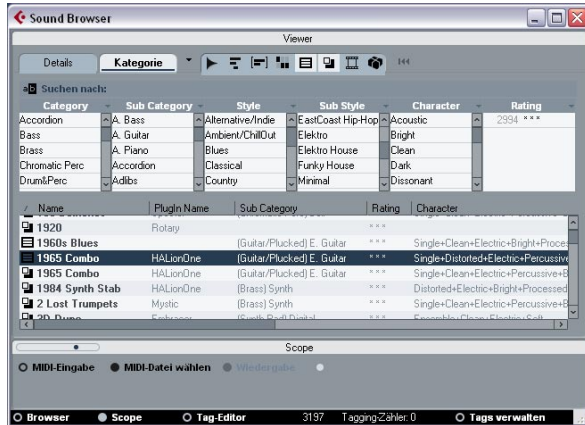 Sound Browser
Viewer
Details Kategorie
Suchen nach:
Category Sub Category Style Sub Style Character Rating
Accordion A. Bass Alternative/Indie EastCoast Hip-Hop Acoustic 2994 ***
Bass A. Guitar Ambient/ChillOut Elektro Bright
Brass A. Piano Blues Elektro House Clean
Chromatic Perc Accordion Classical Funky House Dark
Drum&Perc Adlibs Country Minimal Dissonant
Name PlugIn Name Sub Category Rating Character
1920 Rotary ***
1960s Blues (Guitar/Plucked) E. Guitar *** Single+Clean+Electric+Bright+Proces
1965 Combo HALionOne (Guitar/Plucked) E. Guitar *** Single+Distorted+Electric+Percussive
1965 Combo HALionOne (Guitar/Plucked) E. Guitar *** Single+Clean+Electric+Percussive+B
1984 Synth Stab HALionOne (Brass) Synth *** Distorted+Electric+Bright+Processed
2 Lost Trumpets Mystic (Brass) Synth *** Single+Clean+Electric+Percussive+B
Scope
MIDI-Eingabe MIDI-Datei wählen Wiedergabe
Browser Scope Tag-Editor 3197 Tagging-Zähler: 0 Tags verwalten